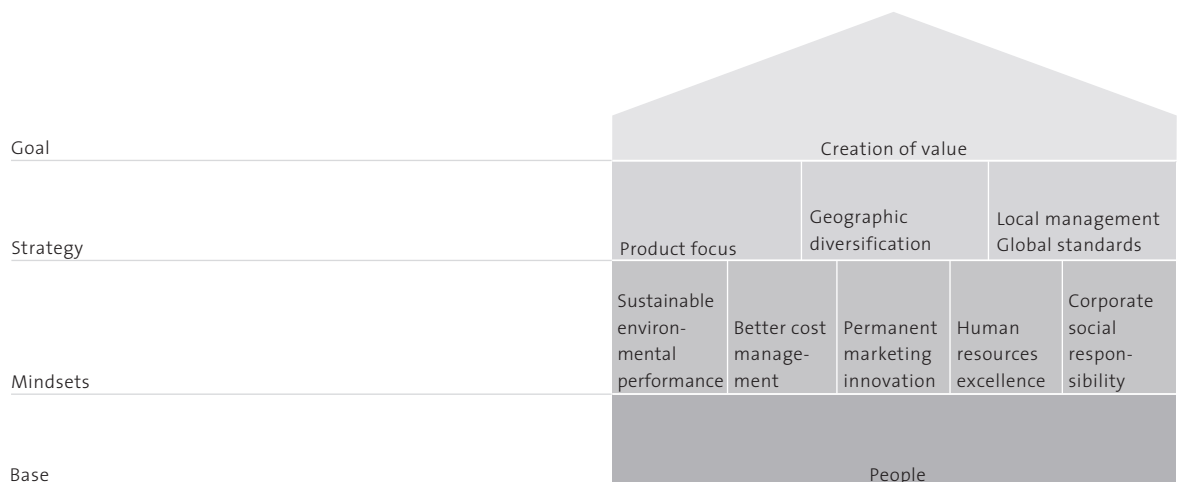 Goal
Creation of value
Strategy
Product focus
Geographic
diversification
Local management
Global standards
Mindsets
Sustainable
environ-
mental
performance
Better cost
manage-
ment
Permanent
marketing
innovation
Human
resources
excellence
Corporate
social
respon-
sibility
Base
People